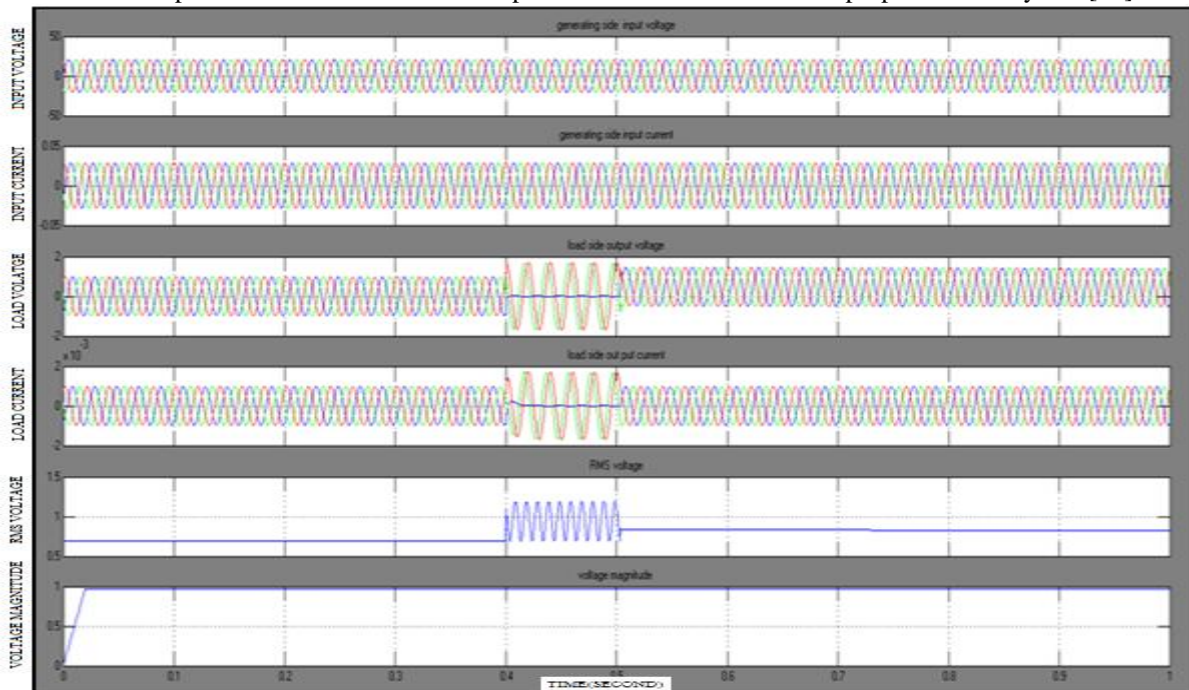 generating side input voltage
INPUT VOLTAGE
50
0
-50
generating side input current
INPUT CURRENT
0.05
0
-0.05
load side output voltage
LOAD VOLATGE
2
0
-2
x 10
-3
load side out put current
LOAD CURRENT
2
0
-2
RMS voltage
RMS VOLTAGE
1.5
1
0.5
voltage magnitude
VOLTAGE MAGNITUDE
1
0.5
0
0 0.1 0.2 0.3 0.4 0.5 0.6 0.7 0.8 0.9 1
TIME(SECOND)